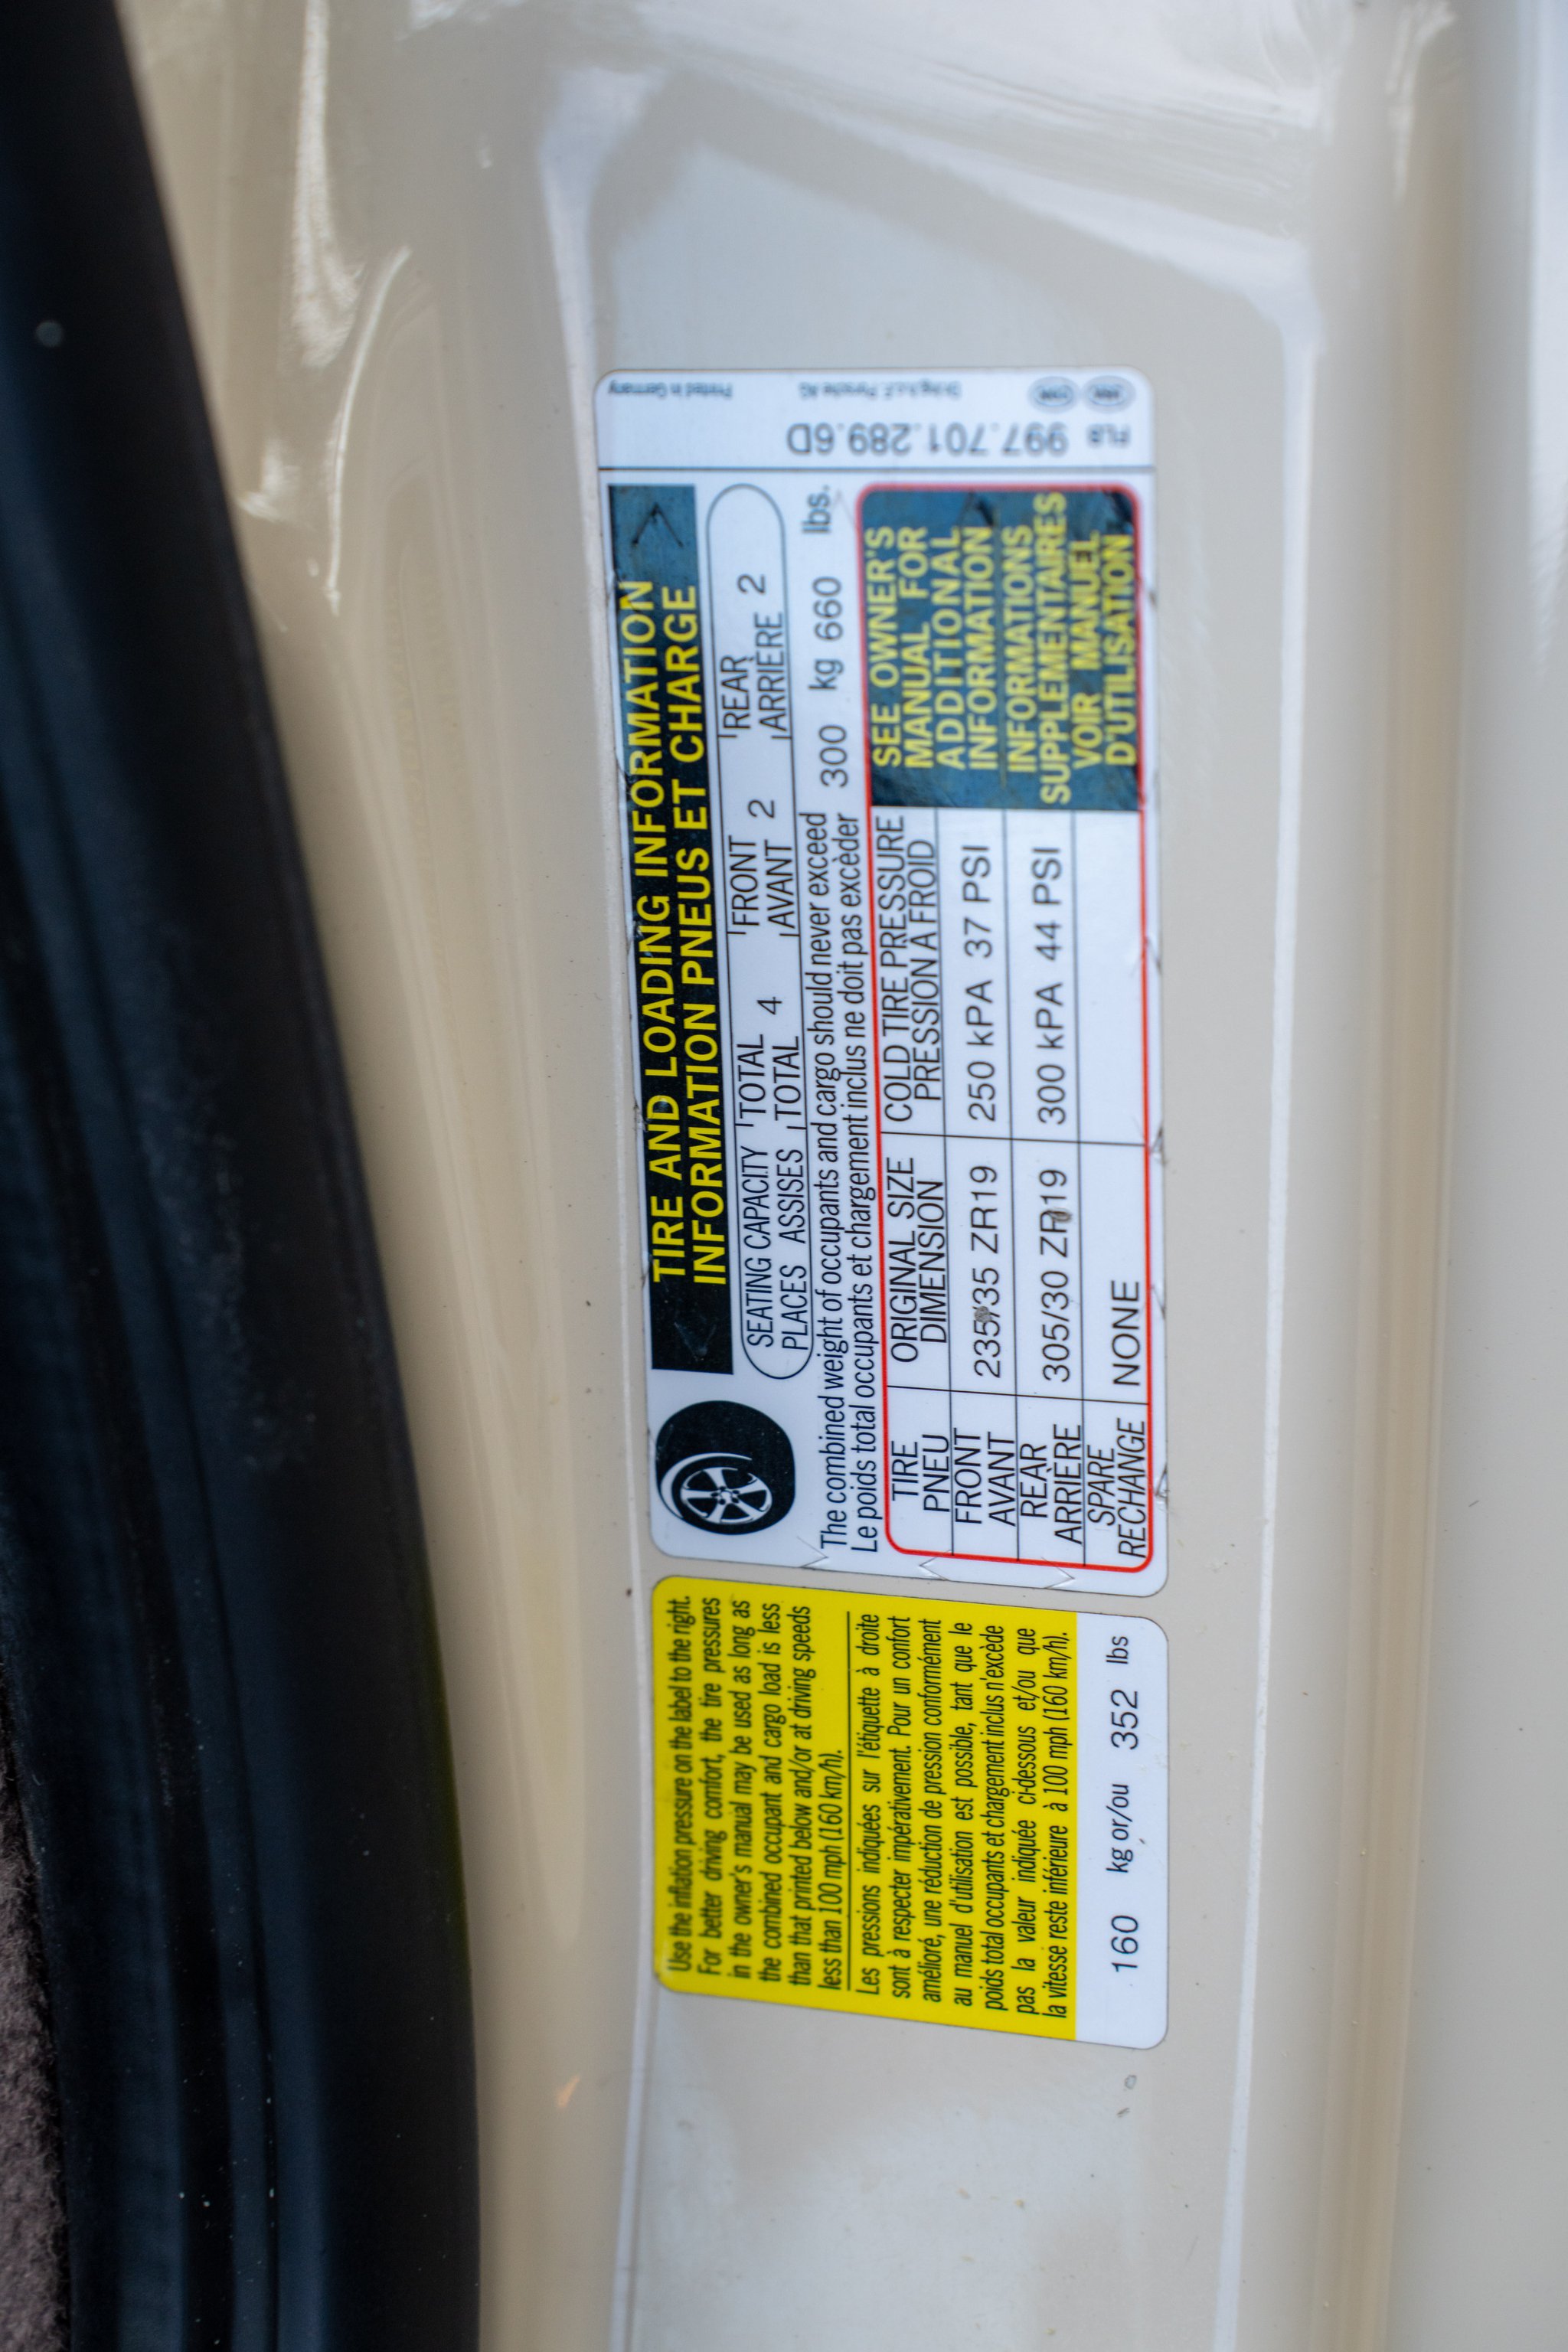 Use the inflation pressure on the label to the right.
For better driving comfort, the tire pressures
in the owner's manual may be used as long as
the combined occupant and cargo load is less
than that printed below and/or at driving speeds
less than 100 mph (160 km/h).
Les pressions indiquées sur l'étiquette à droite
sont à respecter impérativement. Pour un confort
amélioré, une réduction de pression conformément
au manuel d'utilisation est possible, tant que le
poids total occupants et chargement inclus n'excède
pas la valeur indiquée ci-dessous et/ou que
la vitesse reste inférieure à 100 mph (160 km/h).
160 kg or/ou 352 lbs
TIRE AND LOADING INFORMATION
INFORMATION PNEUS ET CHARGE
SEATING CAPACITY TOTAL FRONT REAR
PLACES ASSISES TOTAL 4 AVANT 2 ARRIÈRE 2
The combined weight of occupants and cargo should never exceed
Le poids total occupants et chargement inclus ne doit pas excèder
300 kg 660 lbs.
TIRE ORIGINAL SIZE COLD TIRE PRESSURE
PNEU DIMENSION PRESSION A FROID
FRONT
AVANT 235/35 ZR19 250 kPA 37 PSI
REAR
ARRIÈRE 305/30 ZR19 300 kPA 44 PSI
SPARE
RECHANGE NONE
SEE OWNER'S
MANUAL FOR
ADDITIONAL
INFORMATION
INFORMATIONS
SUPPLEMENTAIRES
VOIR MANUEL
D'UTILISATION
FLB 997.701.289.6D
Porsche AG
Printed in Germany